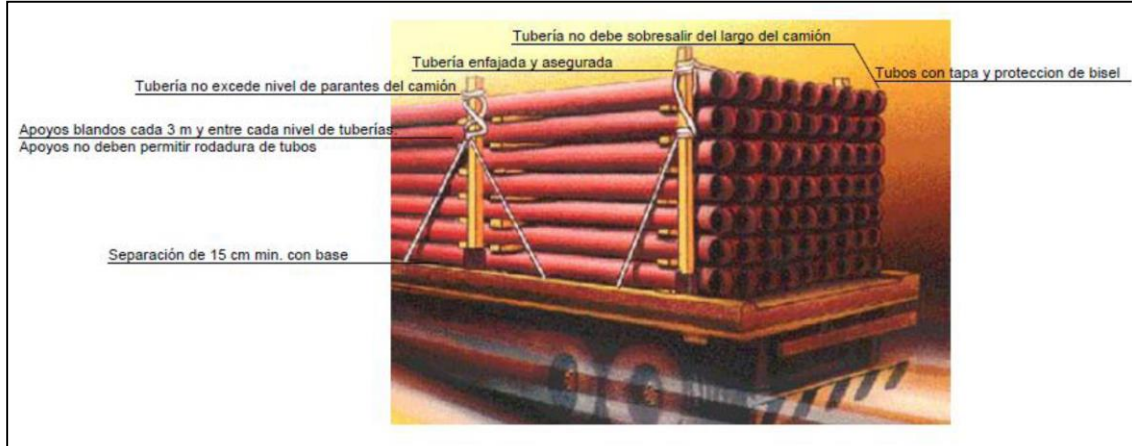 Tubería no debe sobresalir del largo del camión
Tubería enfajada y asegurada
Tubos con tapa y proteccion de bisel
Tubería no excede nivel de parantes del camión
Apoyos blandos cada 3 m y entre cada nivel de tuberías.
Apoyos no deben permitir rodadura de tubos
Separación de 15 cm min. con base